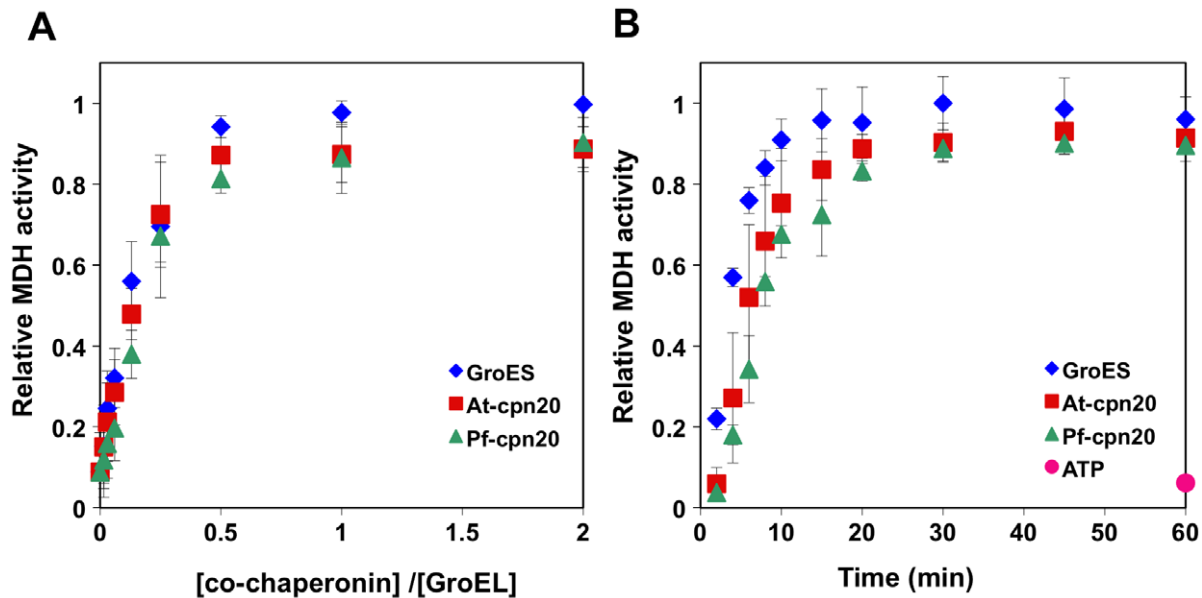 A
Relative MDH activity
1
0.8
0.6
0.4
0.2
0
0
0.5
1
1.5
2
[co-chaperonin] /[GroEL]
GroES
At-cpn20
Pf-cpn20
B
Relative MDH activity
1
0.8
0.6
0.4
0.2
0
0
10
20
30
40
50
60
Time (min)
GroES
At-cpn20
Pf-cpn20
ATP